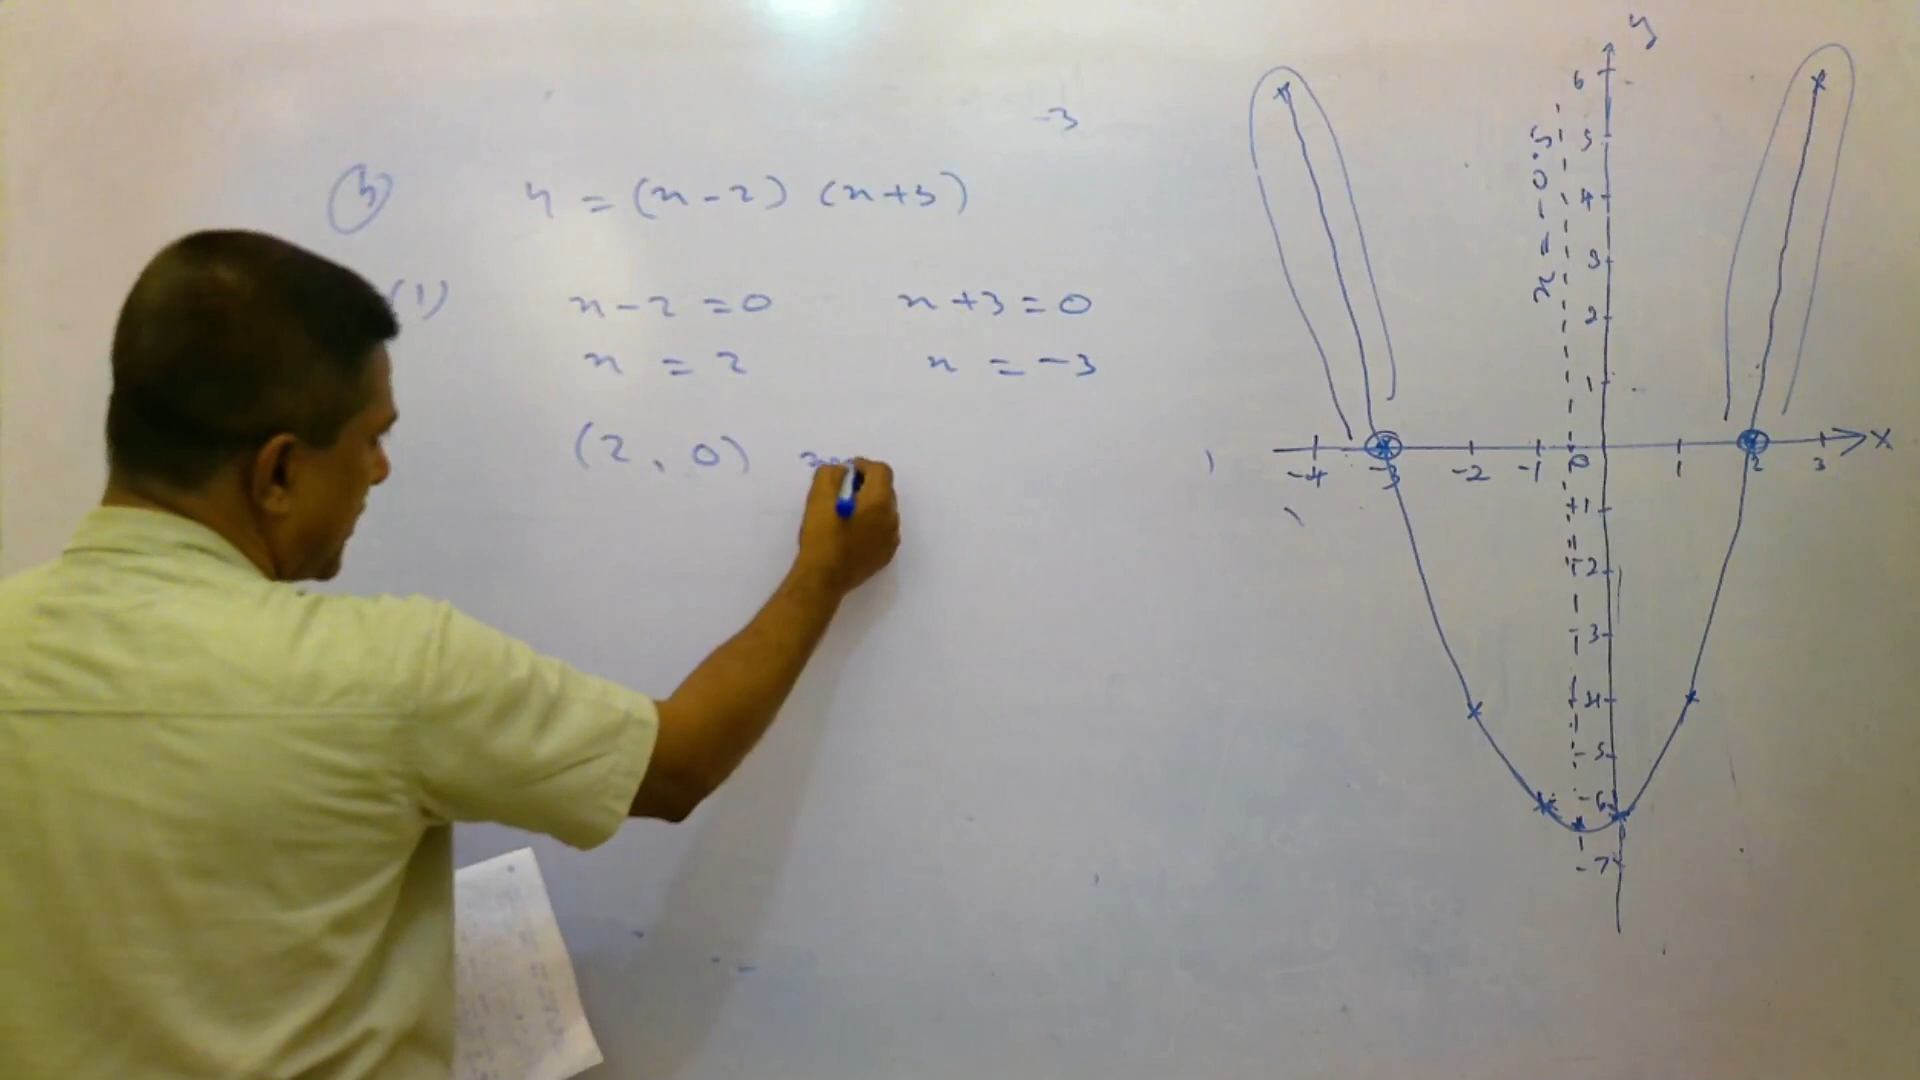 -3
③ y = (x-2) (x+3)
(1) x-2 = 0 x+3 = 0
x = 2 x = -3
(2, 0)
y
6
5
4
3
2
1
x = -0.5
-4 -3 -2 -1 0 1 2 3 X
-1
-2
-3
-4
-5
-6
-7